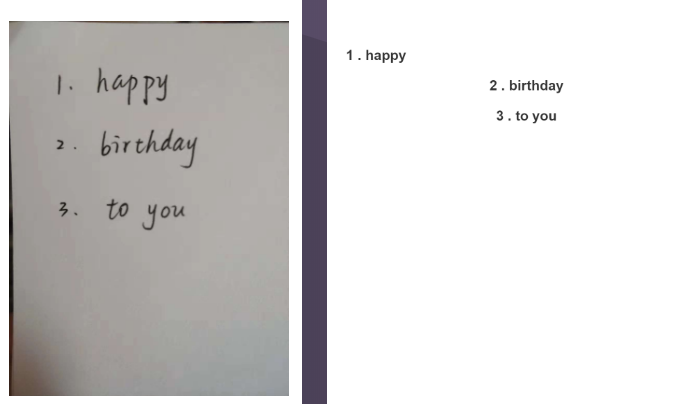 1. happy
2. birthday
3. to you
1 . happy
2 . birthday
3 . to you